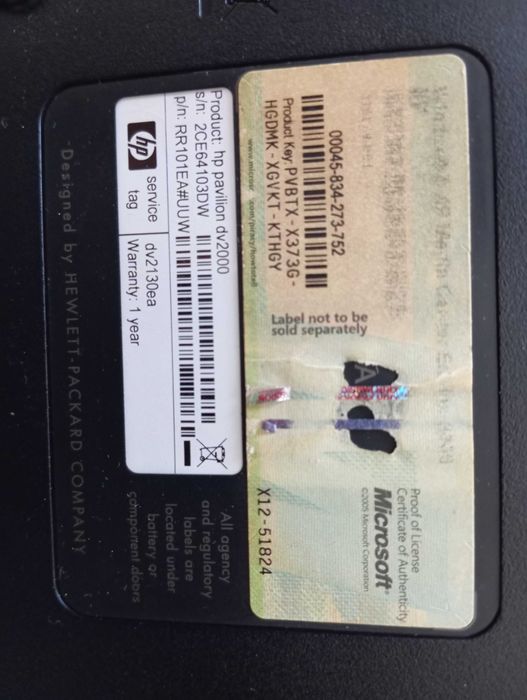 Proof of License
Certificate of Authenticity
Microsoft®
©2005 Microsoft Corporation
00045-834-273-752
Product Key: PVBTX-X373G-
HGDMK-XGVKT-KTHGY
Label not to be
sold separately
X12-51824
Product: hp pavilion dv2000
s/n: 2CE64103DW
p/n: RR101EA#UUW
hp
service
tag
dv2130ea
Warranty: 1 year
All agency
and regulatory
labels are
located under
battery or
component doors
Designed by HEWLETT-PACKARD COMPANY